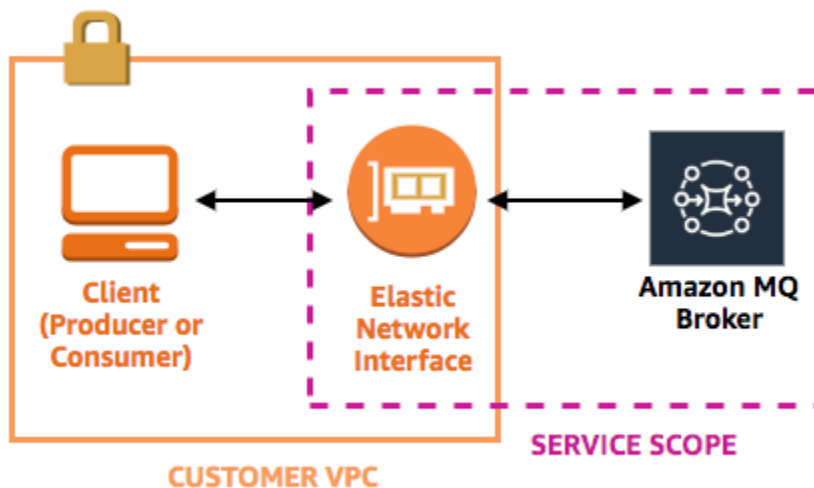 Client
(Producer or
Consumer)
Elastic
Network
Interface
Amazon MQ
Broker
SERVICE SCOPE
CUSTOMER VPC